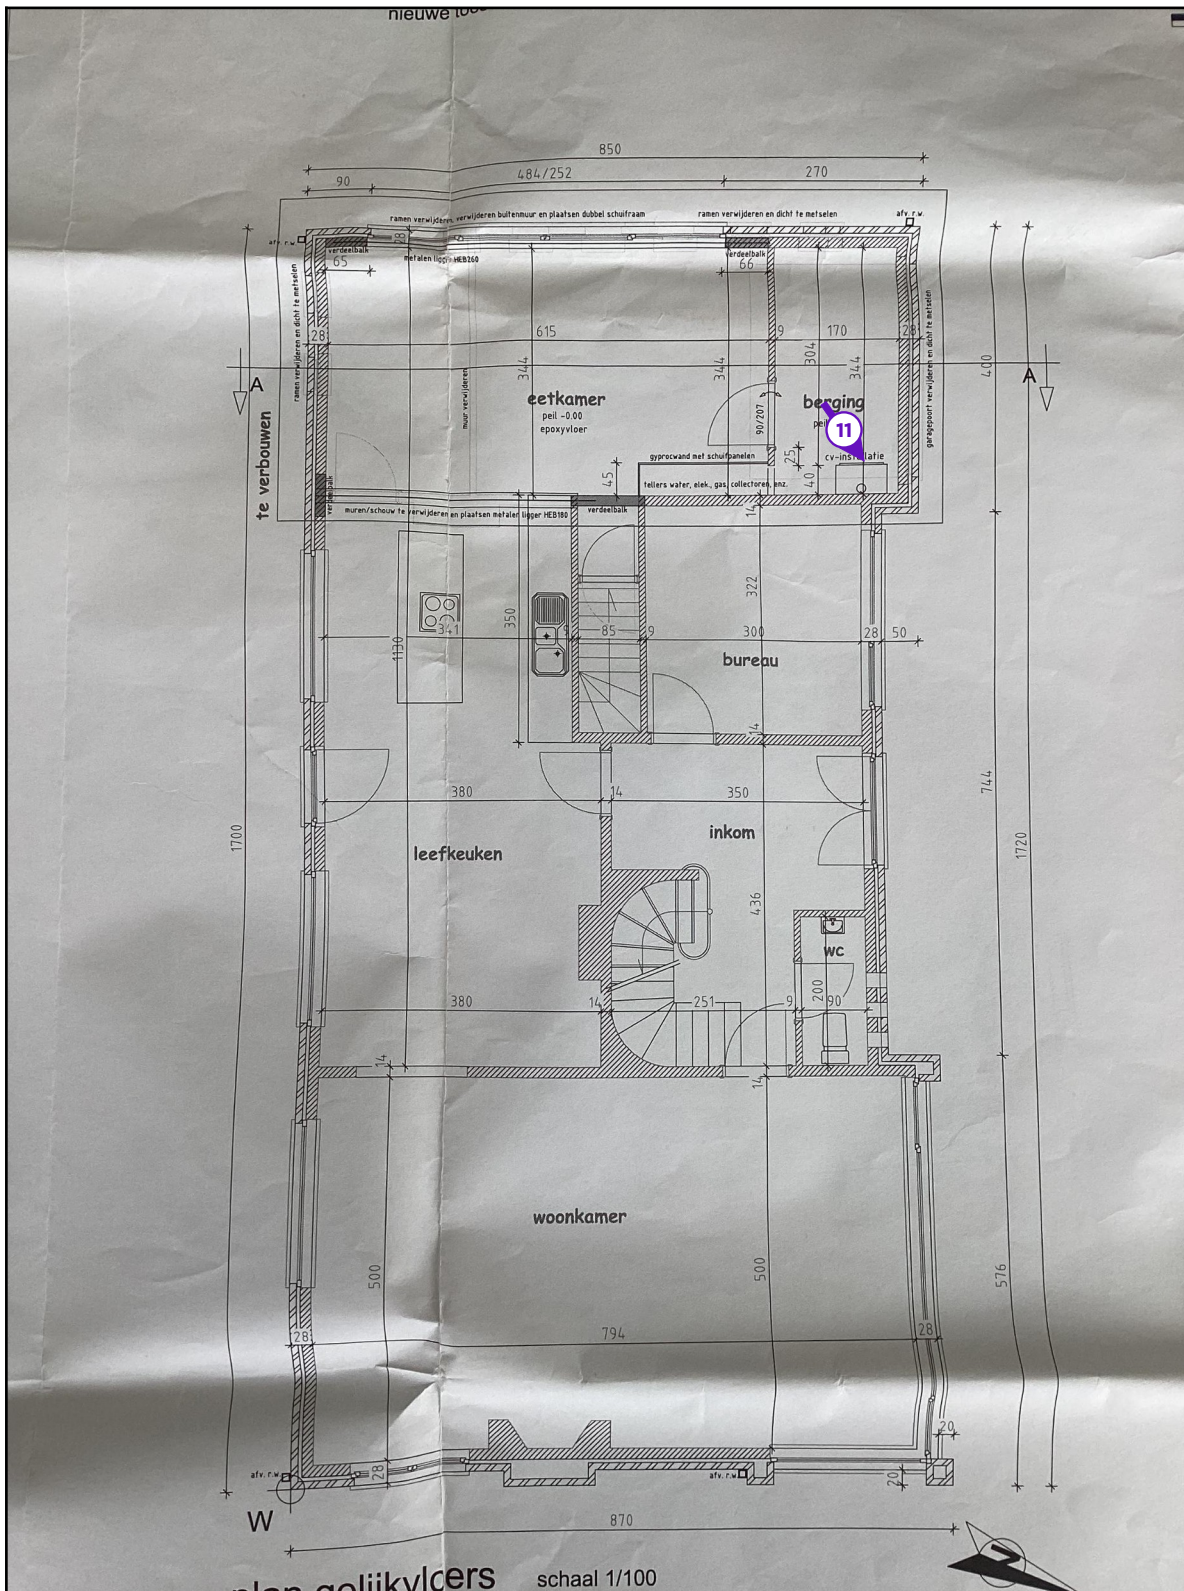 nieuwe
850
90
484/252
270
ramen verwijderen, verwijderen buitenmuur en plaatsen dubbel schuifraam
ramen verwijderen en dicht te metselen
afv. r.w.
afv. r.w.
28
verdeelbalk
metalen ligger HEB260
verdeelbalk
65
66
ramen verwijderen en dicht te metselen
garagepoort verwijderen en dicht te metselen
28
615
9
170
28
344
344
304
344
400
A
A
muur verwijderen
eetkamer
peil -0.00
epoxyvloer
berging
11
90/207
te verbouwen
gyprocwand met schuifpanelen
25
cv-installatie
45
tellers water, elek., gas, collectoren, enz.
40
verdeelbalk
muren/schouw te verwijderen en plaatsen metalen ligger HEB180
verdeelbalk
14
322
350
341
9
85
9
300
28
50
1130
bureau
14
380
14
350
744
1700
1720
inkom
leefkeuken
436
wc
200
380
14
251
9
90
14
14
woonkamer
500
500
576
28
794
28
20
afv. r.w.
28
afv. r.w.
20
W
870
plan gelijkvloers
schaal 1/100